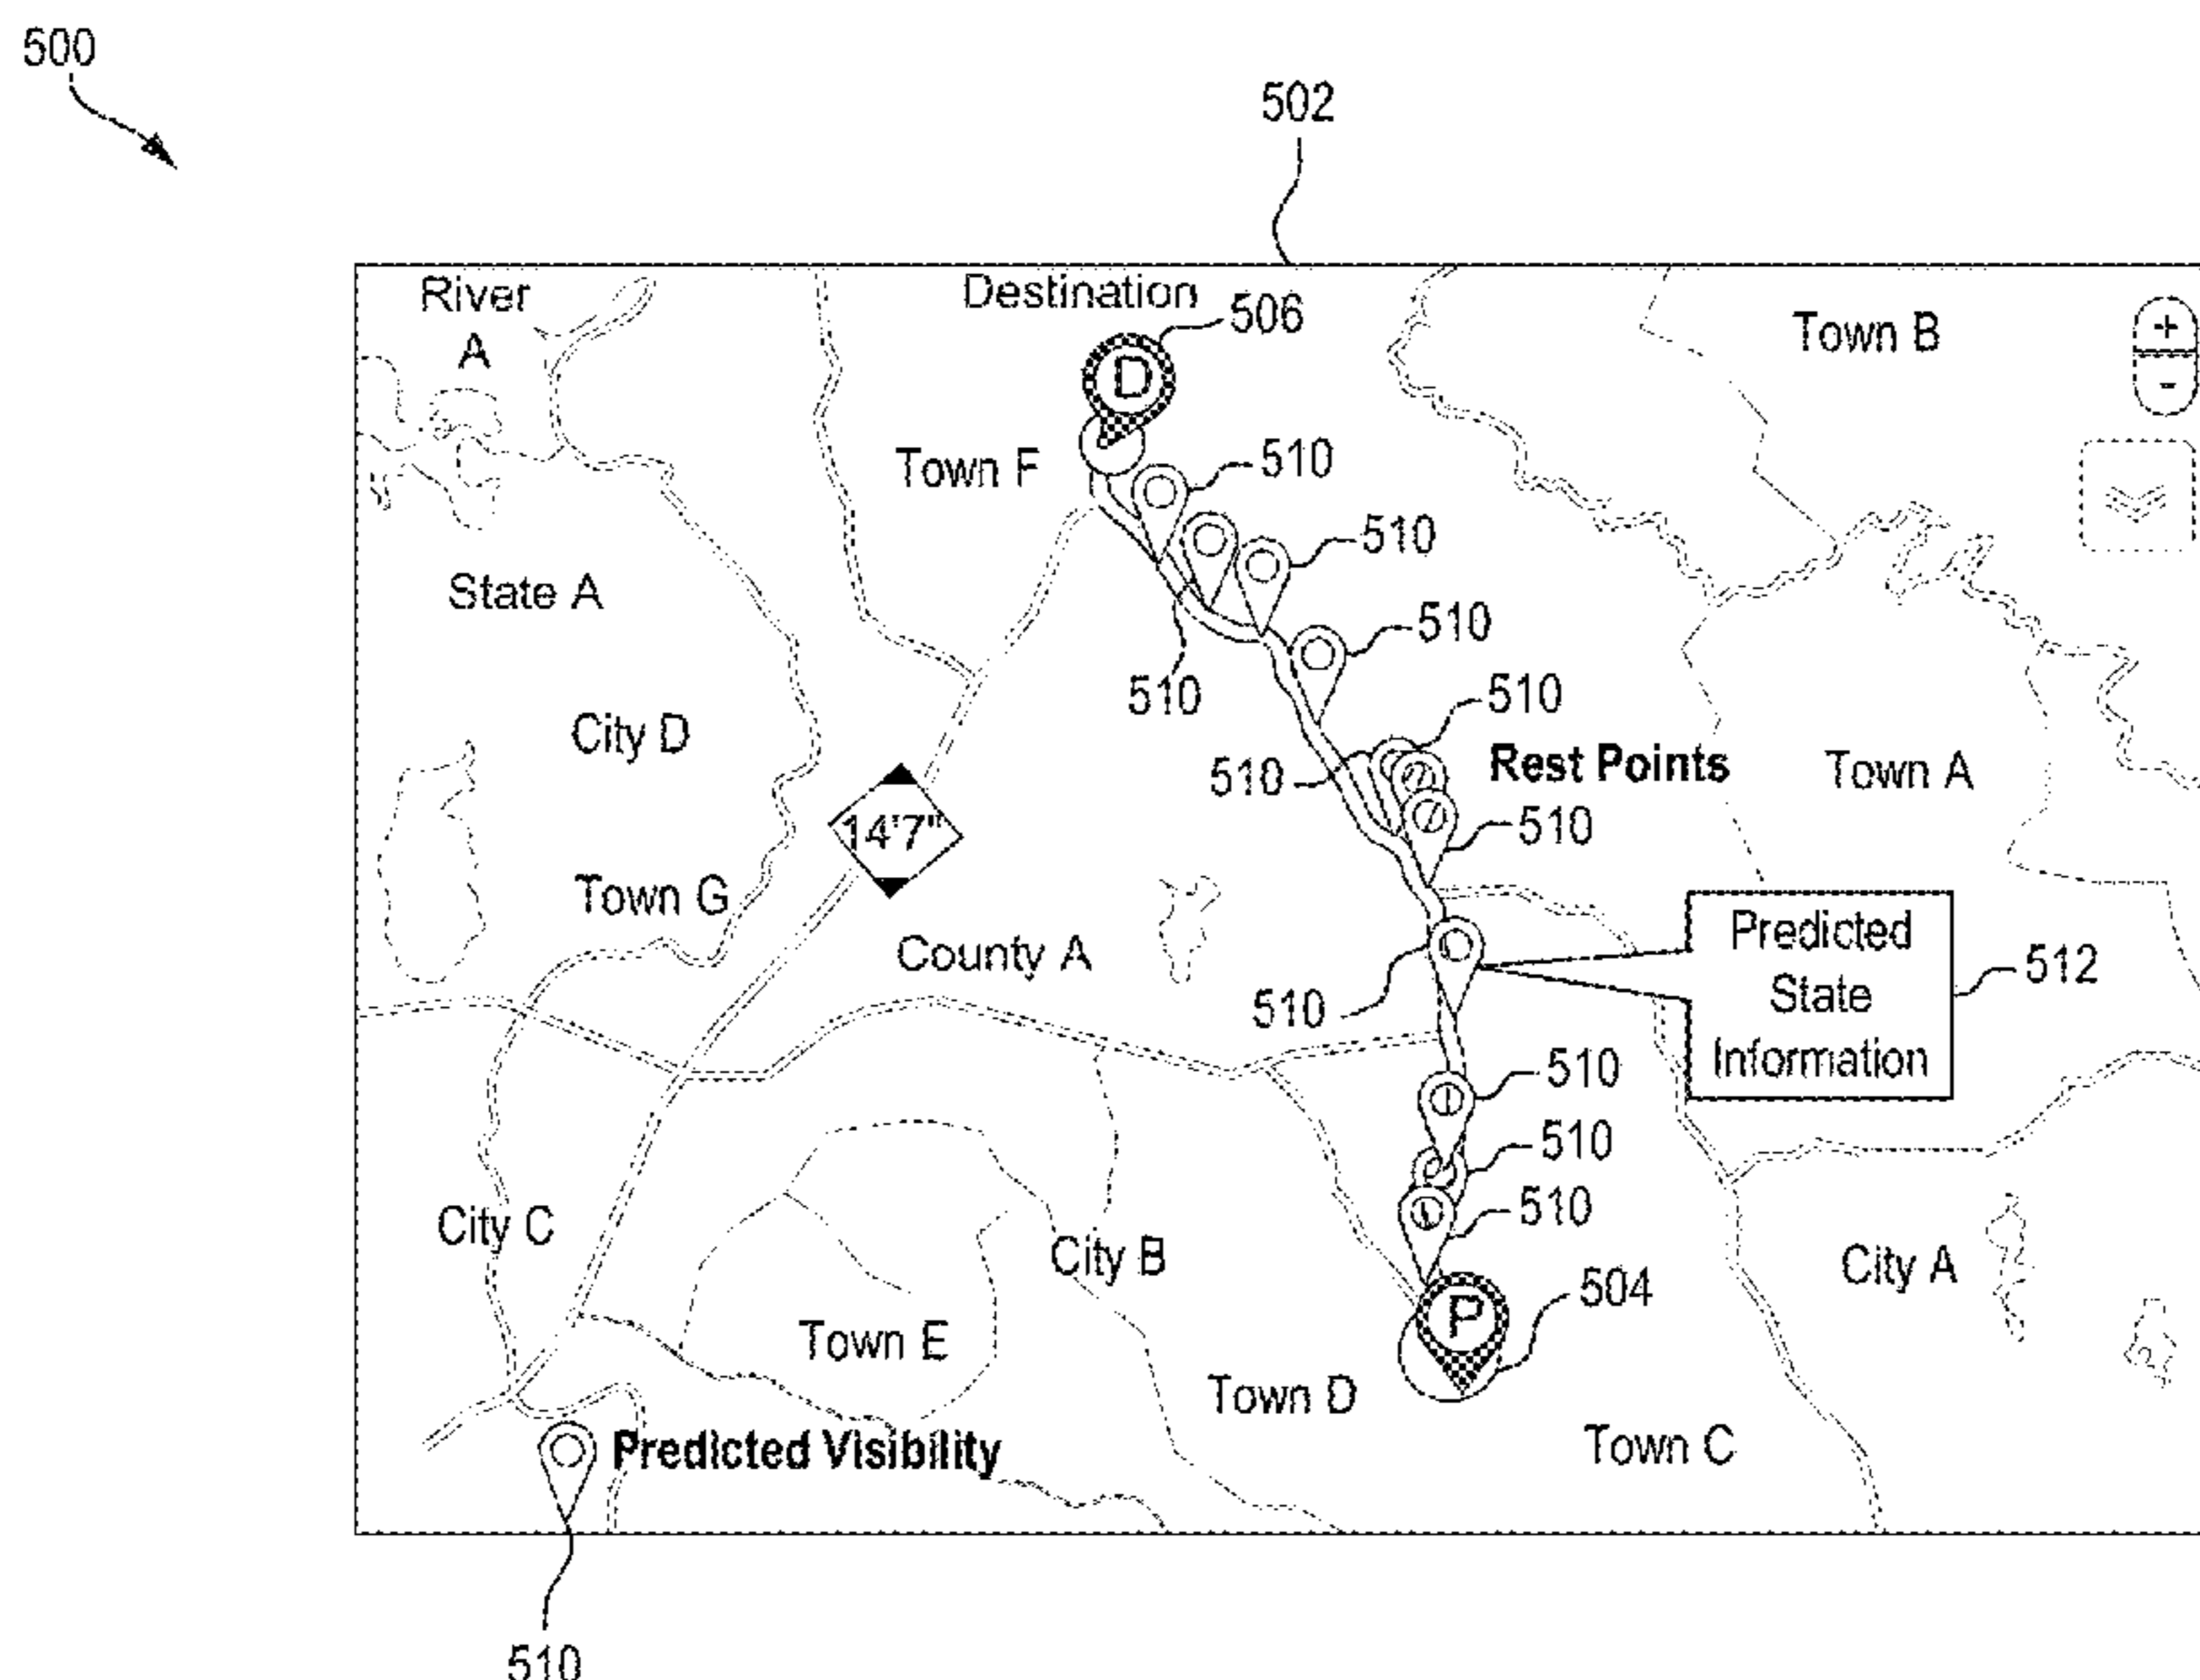 500
502
River
A
Destination
506
Town B
+
-
D
Town F
510
510
State A
510
510
510
City D
510
Rest Points
Town A
14'7"
510
Town G
510
County A
Predicted
State
Information
512
510
510
510
City C
510
City B
City A
504
P
Town E
Town D
Town C
Predicted Visibility
510